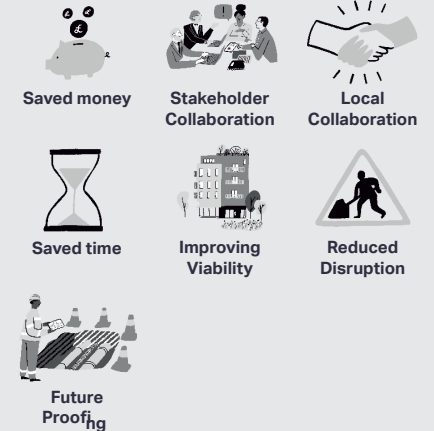 £ £ £
!
Saved money
Stakeholder
Collaboration
Local
Collaboration
Saved time
Improving
Viability
Reduced
Disruption
Future
Proofing